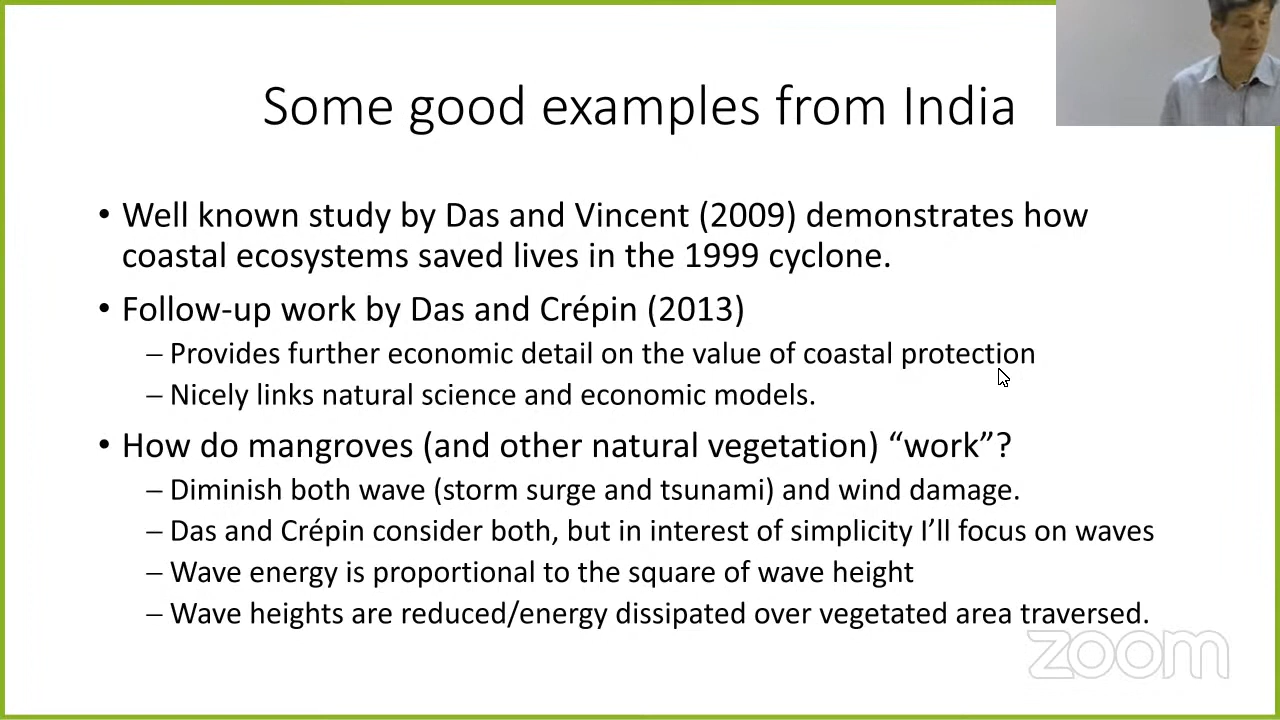 Some good examples from India
• Well known study by Das and Vincent (2009) demonstrates how
coastal ecosystems saved lives in the 1999 cyclone.
• Follow-up work by Das and Crépin (2013)
– Provides further economic detail on the value of coastal protection
– Nicely links natural science and economic models.
• How do mangroves (and other natural vegetation) “work”?
– Diminish both wave (storm surge and tsunami) and wind damage.
– Das and Crépin consider both, but in interest of simplicity I’ll focus on waves
– Wave energy is proportional to the square of wave height
– Wave heights are reduced/energy dissipated over vegetated area traversed.
zoom